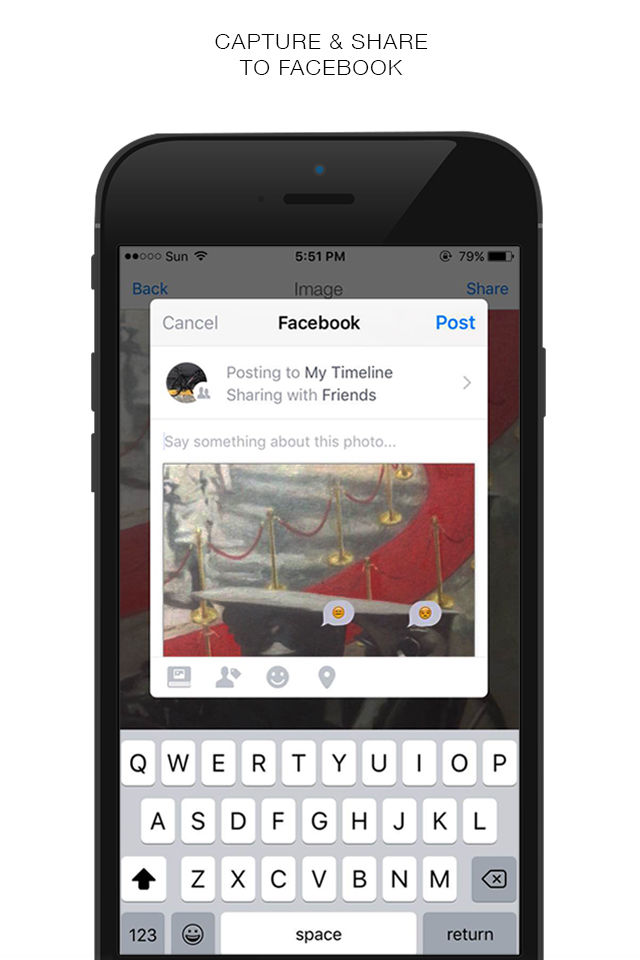 CAPTURE & SHARE
TO FACEBOOK
Sun 5:51 PM 79%
Back Image Share
Cancel Facebook Post
Posting to My Timeline
Sharing with Friends
Say something about this photo...
Q W E R T Y U I O P
A S D F G H J K L
Z X C V B N M
123 space return